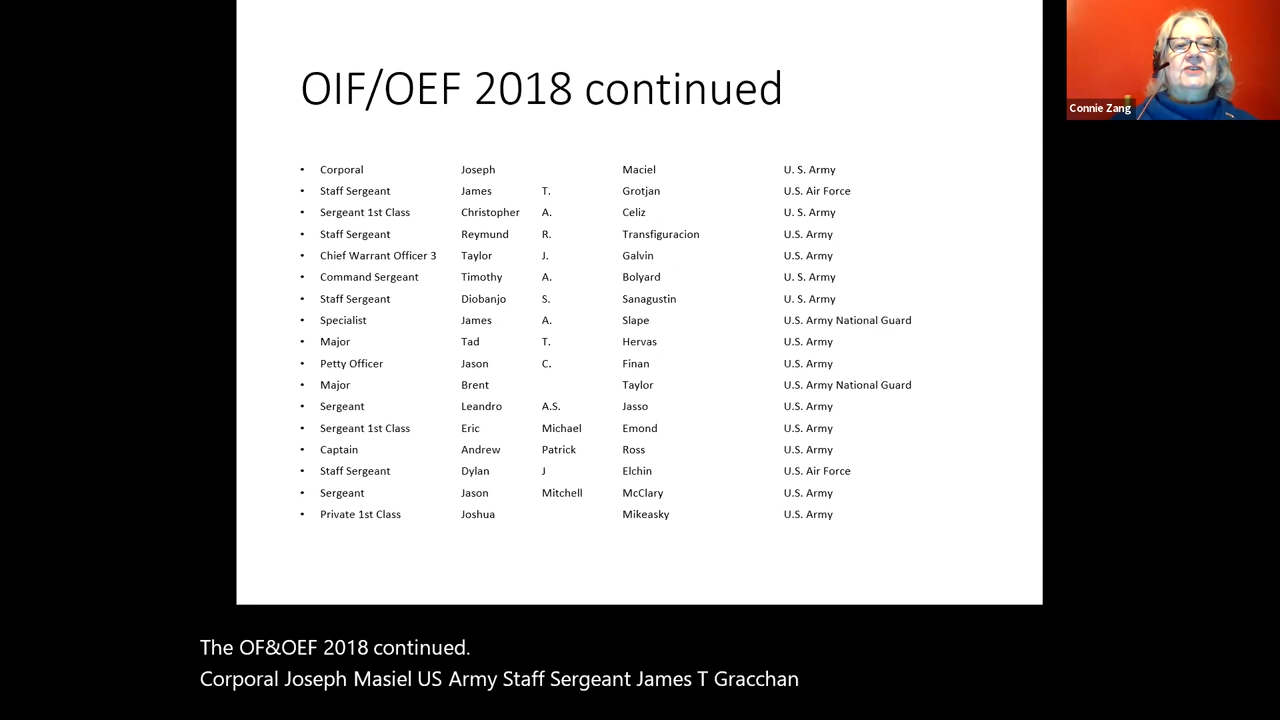 OIF/OEF 2018 continued
Connie Zang
• Corporal Joseph Maciel U. S. Army
• Staff Sergeant James T. Grotjan U.S. Air Force
• Sergeant 1st Class Christopher A. Celiz U. S. Army
• Staff Sergeant Reymund R. Transfiguracion U.S. Army
• Chief Warrant Officer 3 Taylor J. Galvin U.S. Army
• Command Sergeant Timothy A. Bolyard U. S. Army
• Staff Sergeant Diobanjo S. Sanagustin U. S. Army
• Specialist James A. Slape U.S. Army National Guard
• Major Tad T. Hervas U.S. Army
• Petty Officer Jason C. Finan U.S. Army
• Major Brent Taylor U.S. Army National Guard
• Sergeant Leandro A.S. Jasso U.S. Army
• Sergeant 1st Class Eric Michael Emond U.S. Army
• Captain Andrew Patrick Ross U.S. Army
• Staff Sergeant Dylan J Elchin U.S. Air Force
• Sergeant Jason Mitchell McClary U.S. Army
• Private 1st Class Joshua Mikeasky U.S. Army
The OF&OEF 2018 continued.
Corporal Joseph Masiel US Army Staff Sergeant James T Gracchan